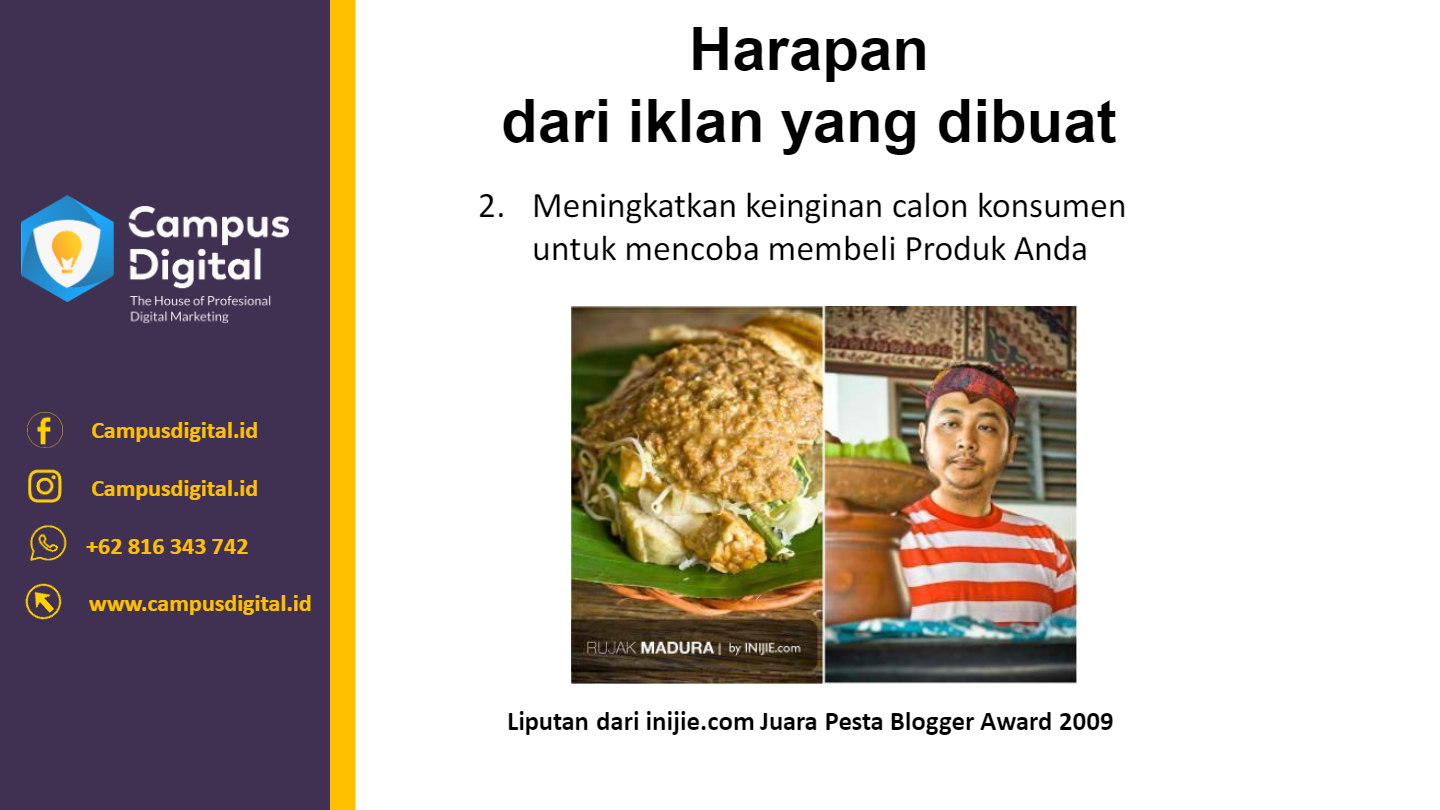 Harapan
dari iklan yang dibuat
2. Meningkatkan keinginan calon konsumen
untuk mencoba membeli Produk Anda
Campus
Digital
The House of Profesional
Digital Marketing
Campusdigital.id
Campusdigital.id
+62 816 343 742
www.campusdigital.id
RUJAK MADURA | by INIJIE.com
Liputan dari inijie.com Juara Pesta Blogger Award 2009